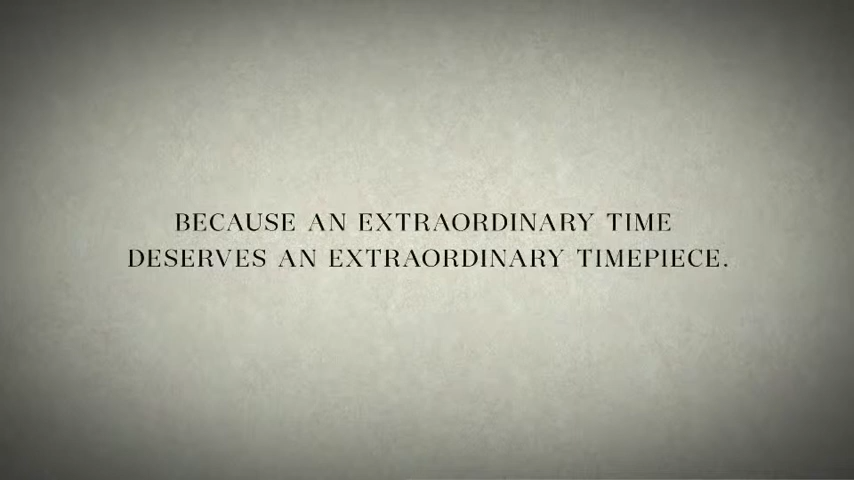 BECAUSE AN EXTRAORDINARY TIME
DESERVES AN EXTRAORDINARY TIMEPIECE.